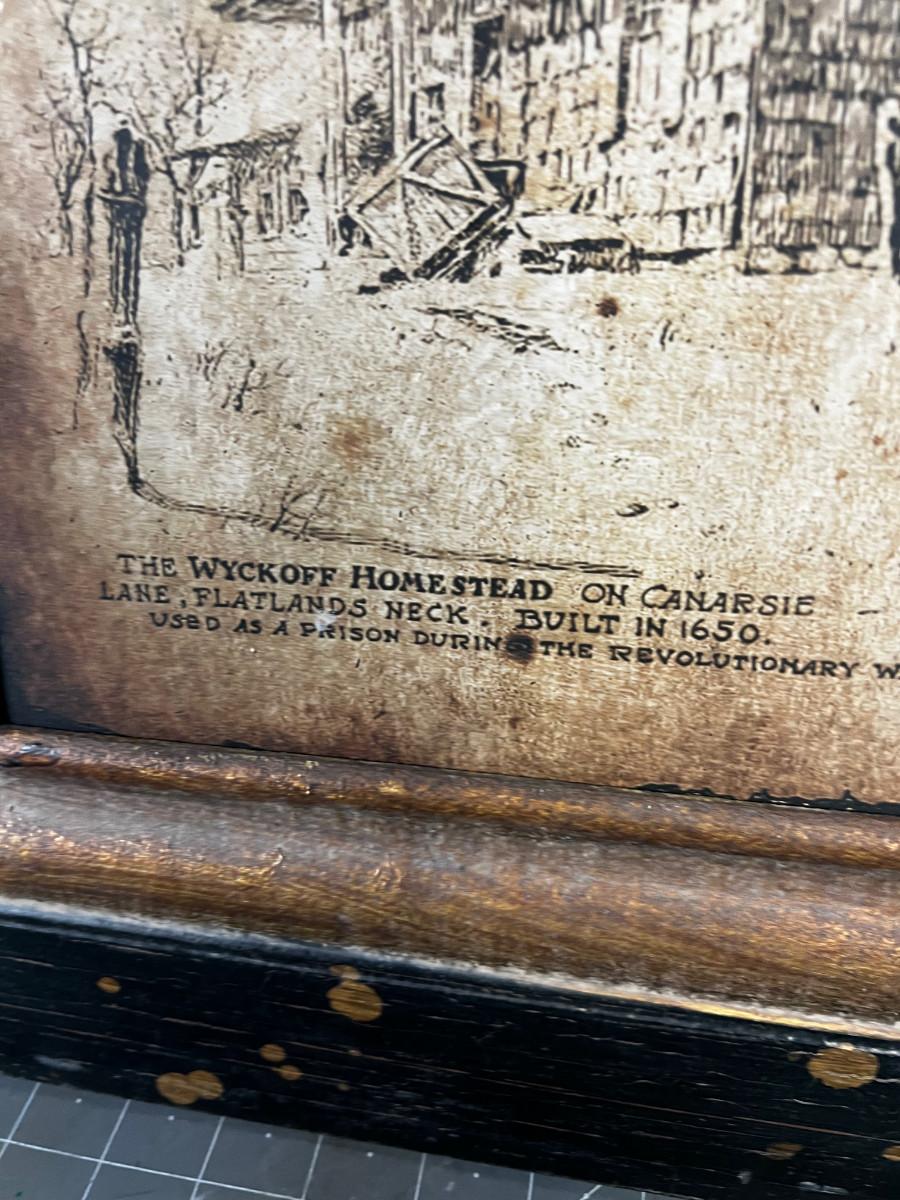 THE WYCKOFF HOMESTEAD ON CANARSIE
LANE, FLATLANDS NECK. BUILT IN 1650.
USED AS A PRISON DURING THE REVOLUTIONARY